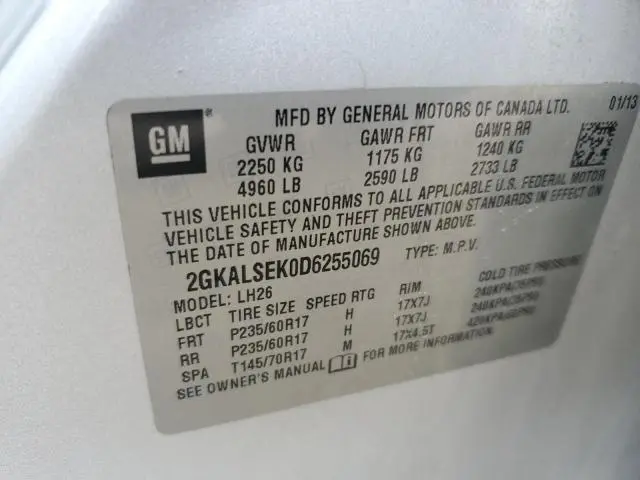 GM
MFD BY GENERAL MOTORS OF CANADA LTD. 01/13
GVWR GAWR FRT GAWR RR
2250 KG 1175 KG 1240 KG
4960 LB 2590 LB 2733 LB
THIS VEHICLE CONFORMS TO ALL APPLICABLE U.S. FEDERAL MOTOR
VEHICLE SAFETY AND THEFT PREVENTION STANDARDS IN EFFECT ON
THE DATE OF MANUFACTURE SHOWN ABOVE.
2GKALSEK0D6255069 TYPE: M.P.V.
MODEL: LH26
LBCT TIRE SIZE SPEED RTG RIM COLD TIRE PRESSURE
FRT P235/60R17 H 17X7J
RR P235/60R17 H 17X7J
SPA T145/70R17 M 17X4.5T
SEE OWNER'S MANUAL FOR MORE INFORMATION